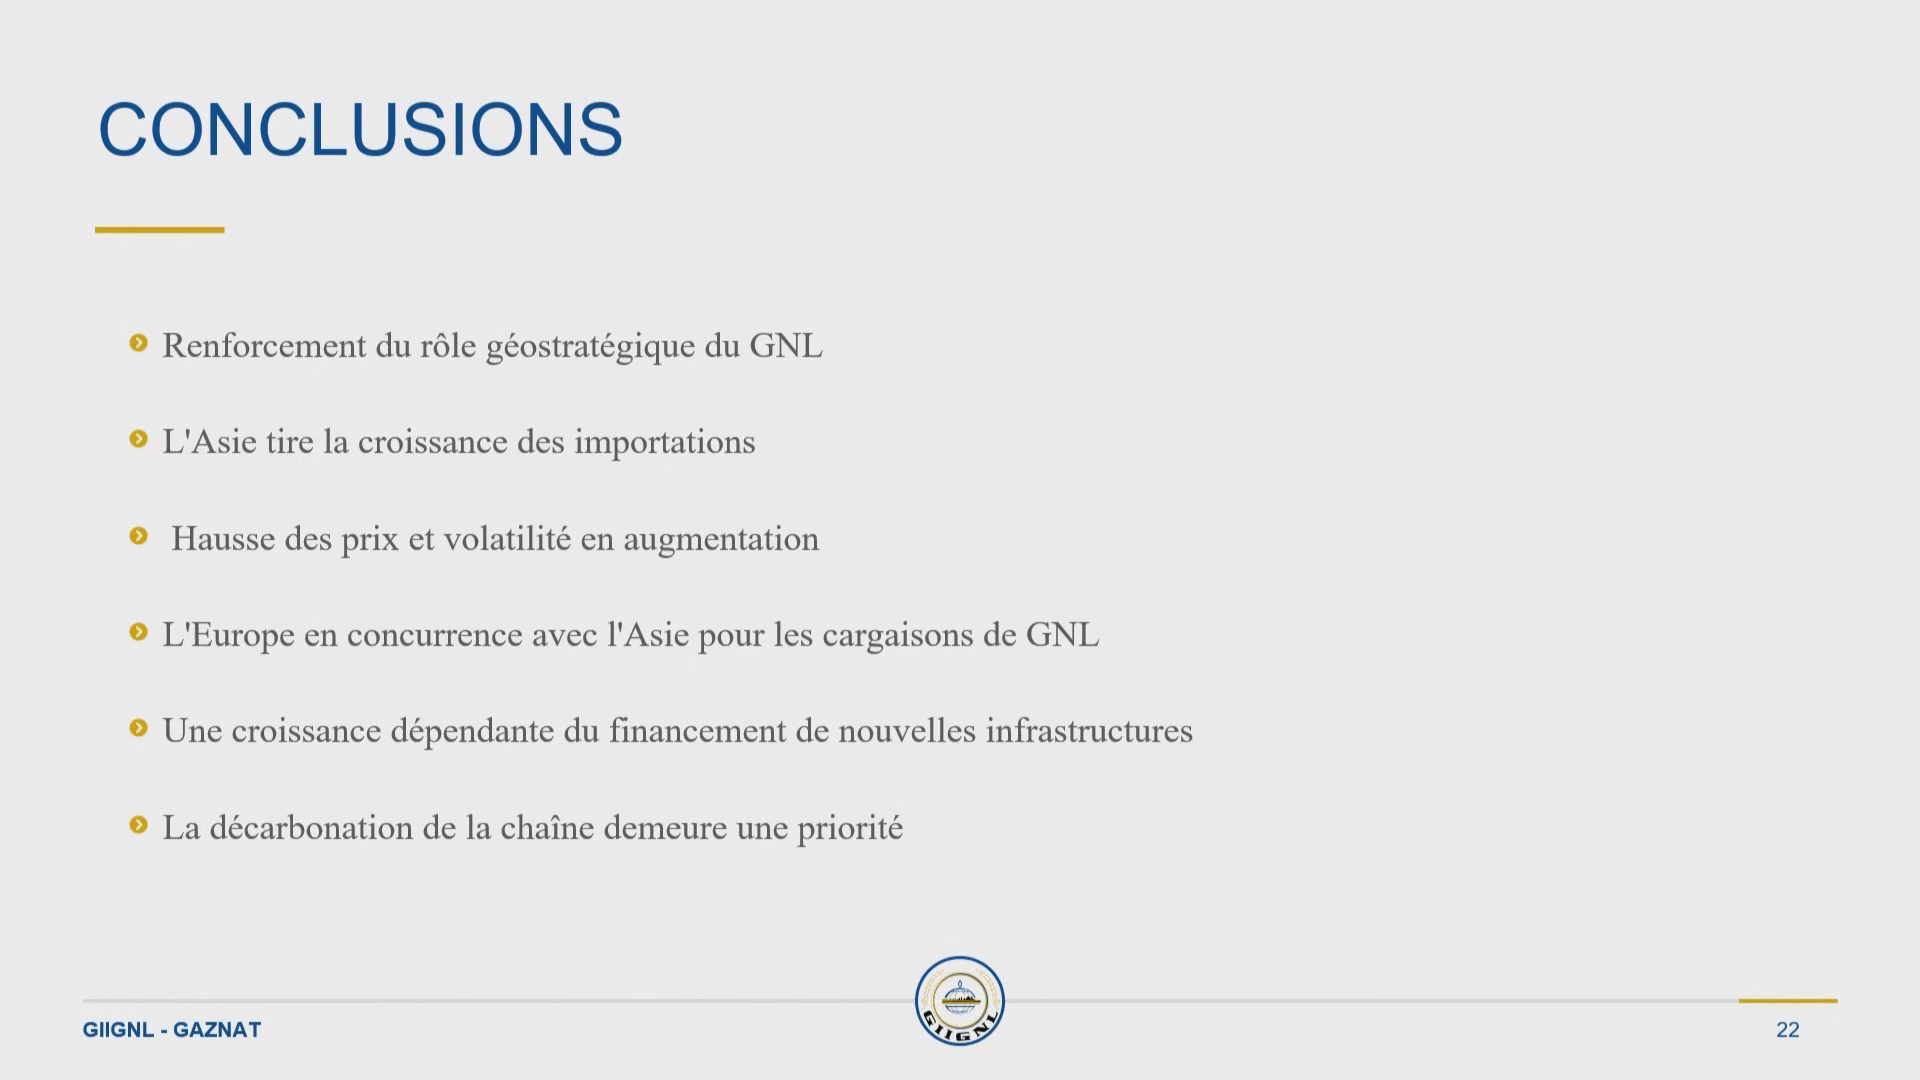 CONCLUSIONS
Renforcement du rôle géostratégique du GNL
L'Asie tire la croissance des importations
Hausse des prix et volatilité en augmentation
L'Europe en concurrence avec l'Asie pour les cargaisons de GNL
Une croissance dépendante du financement de nouvelles infrastructures
La décarbonation de la chaîne demeure une priorité
GIIGNL
GIIGNL - GAZNAT
22